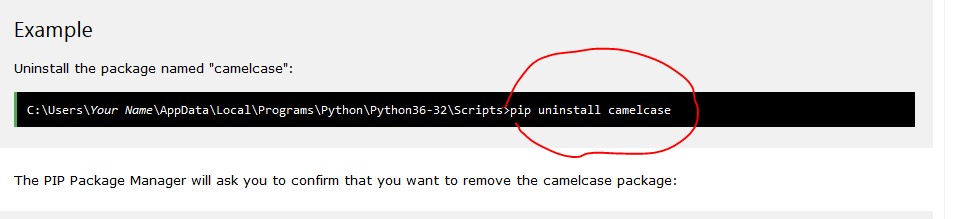 Example
Uninstall the package named "camelcase":
C:\Users\Your Name\AppData\Local\Programs\Python\Python36-32\Scripts>pip uninstall camelcase
The PIP Package Manager will ask you to confirm that you want to remove the camelcase package: